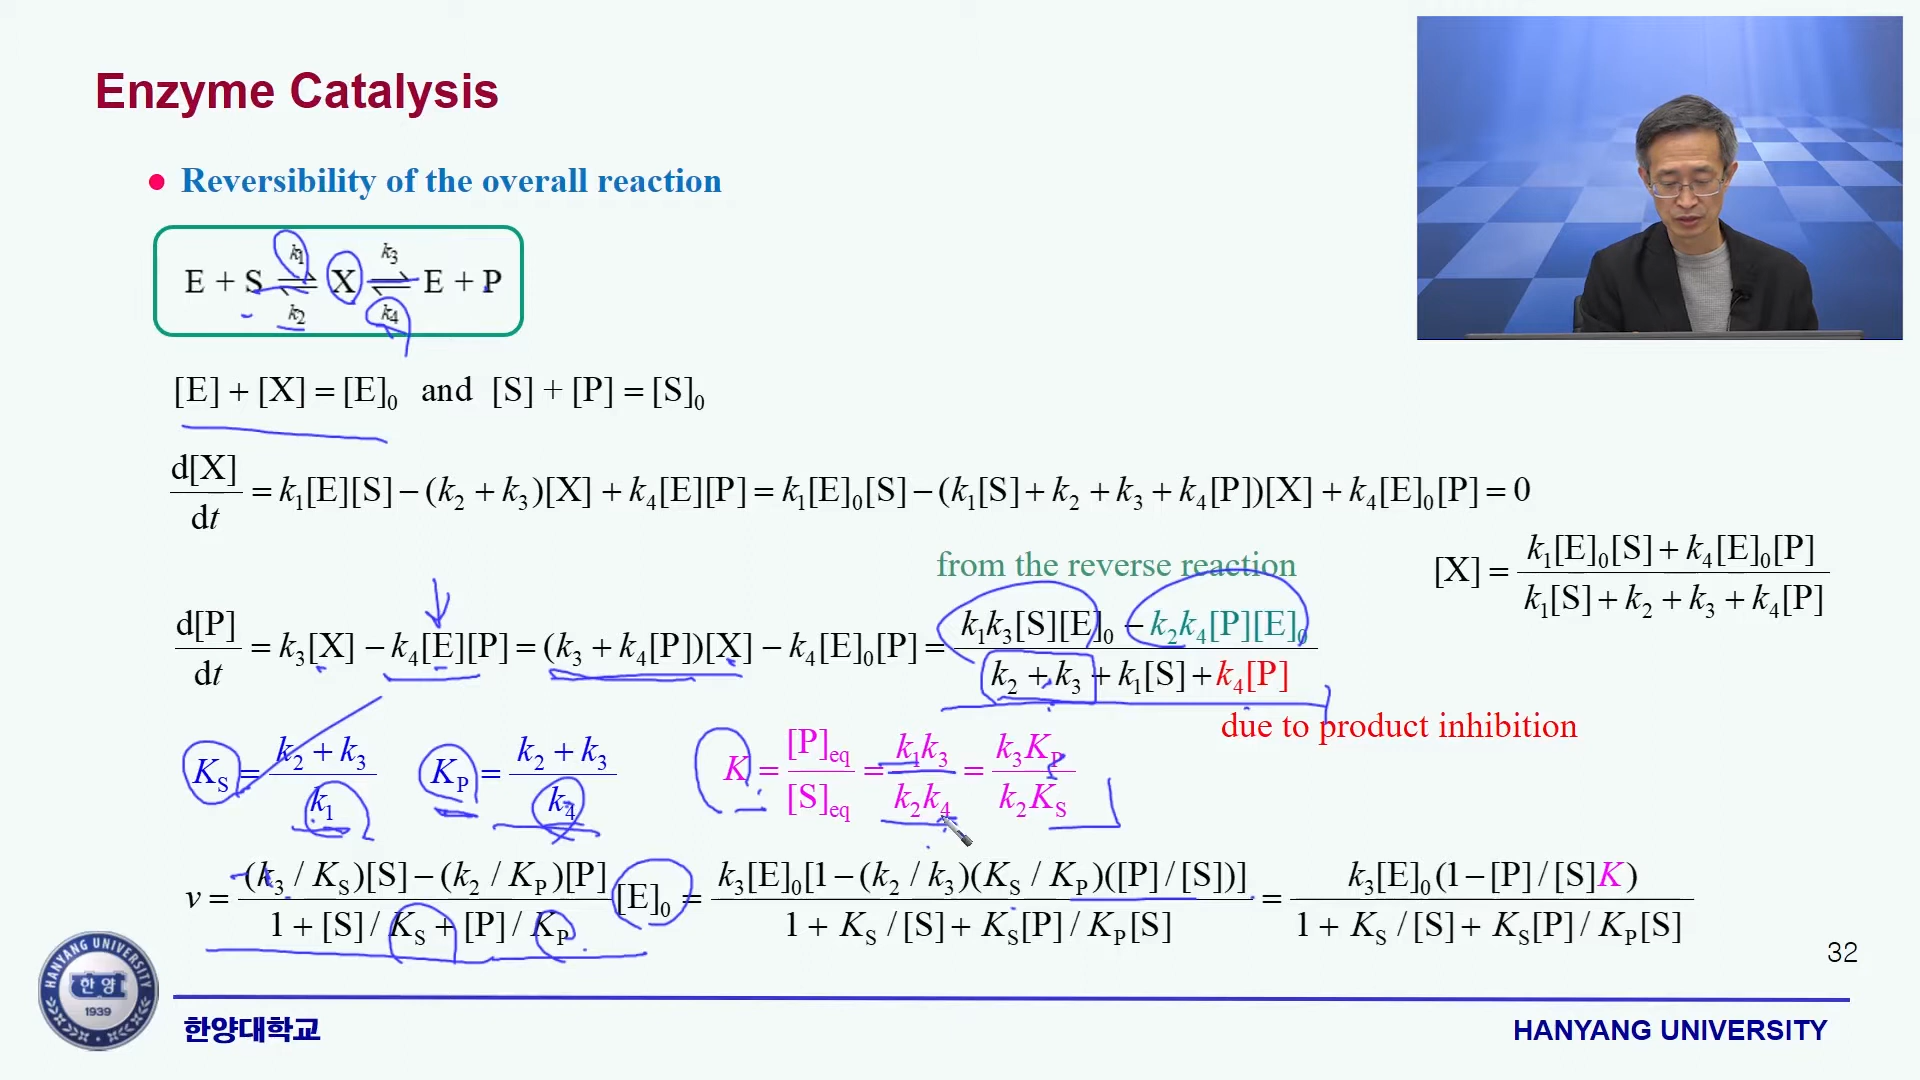 Enzyme Catalysis
• Reversibility of the overall reaction
k1 k3
E + S ⇌ X ⇌ E + P
k2 k4
[E] + [X] = [E]0 and [S] + [P] = [S]0
d[X]/dt = k1[E][S] − (k2 + k3)[X] + k4[E][P] = k1[E]0[S] − (k1[S] + k2 + k3 + k4[P])[X] + k4[E]0[P] = 0
from the reverse reaction
[X] = (k1[E]0[S] + k4[E]0[P]) / (k1[S] + k2 + k3 + k4[P])
d[P]/dt = k3[X] − k4[E][P] = (k3 + k4[P])[X] − k4[E]0[P] = (k1k3[S][E]0 − k2k4[P][E]0) / (k2 + k3 + k1[S] + k4[P])
due to product inhibition
KS = (k2 + k3) / k1 KP = (k2 + k3) / k4 K = [P]eq / [S]eq = k1k3 / k2k4 = k3KP / k2KS
v = ((k3 / KS)[S] − (k2 / KP)[P]) / (1 + [S] / KS + [P] / KP) [E]0 = k3[E]0[1 − (k2 / k3)(KS / KP)([P] / [S])] / (1 + KS / [S] + KS[P] / KP[S]) = k3[E]0(1 − [P] / [S]K) / (1 + KS / [S] + KS[P] / KP[S])
32
HANYANG UNIVERSITY
한양
1939
한양대학교
HANYANG UNIVERSITY